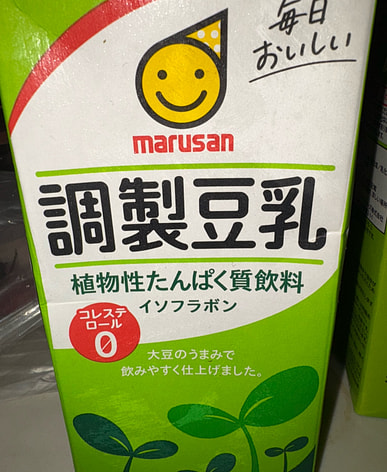 毎日
おいしい
marusan
調製豆乳
植物性たんぱく質飲料
イソフラボン
コレステ
ロール
0
大豆のうまみで
飲みやすく仕上げました。